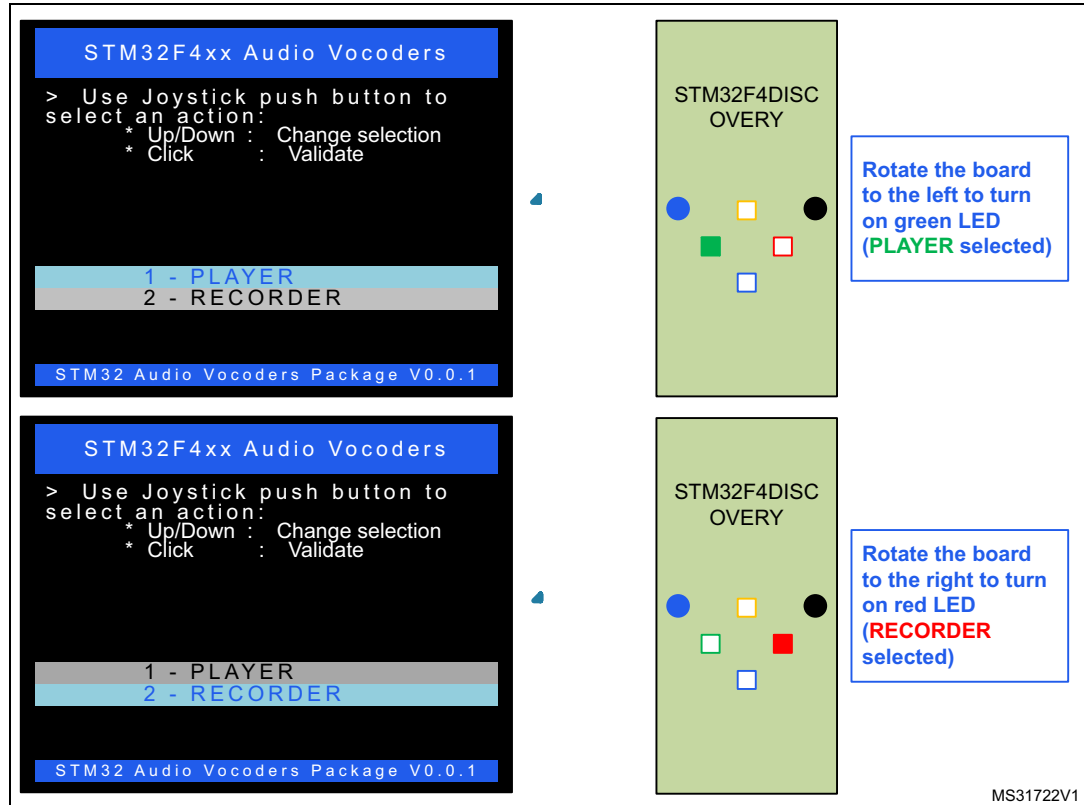 STM32F4xx Audio Vocoders
> Use Joystick push button to
select an action:
* Up/Down : Change selection
* Click : Validate
1 - PLAYER
2 - RECORDER
STM32 Audio Vocoders Package V0.0.1
STM32F4DISC
OVERY
Rotate the board
to the left to turn
on green LED
(PLAYER selected)
STM32F4xx Audio Vocoders
> Use Joystick push button to
select an action:
* Up/Down : Change selection
* Click : Validate
1 - PLAYER
2 - RECORDER
STM32 Audio Vocoders Package V0.0.1
STM32F4DISC
OVERY
Rotate the board
to the right to turn
on red LED
(RECORDER
selected)
MS31722V1